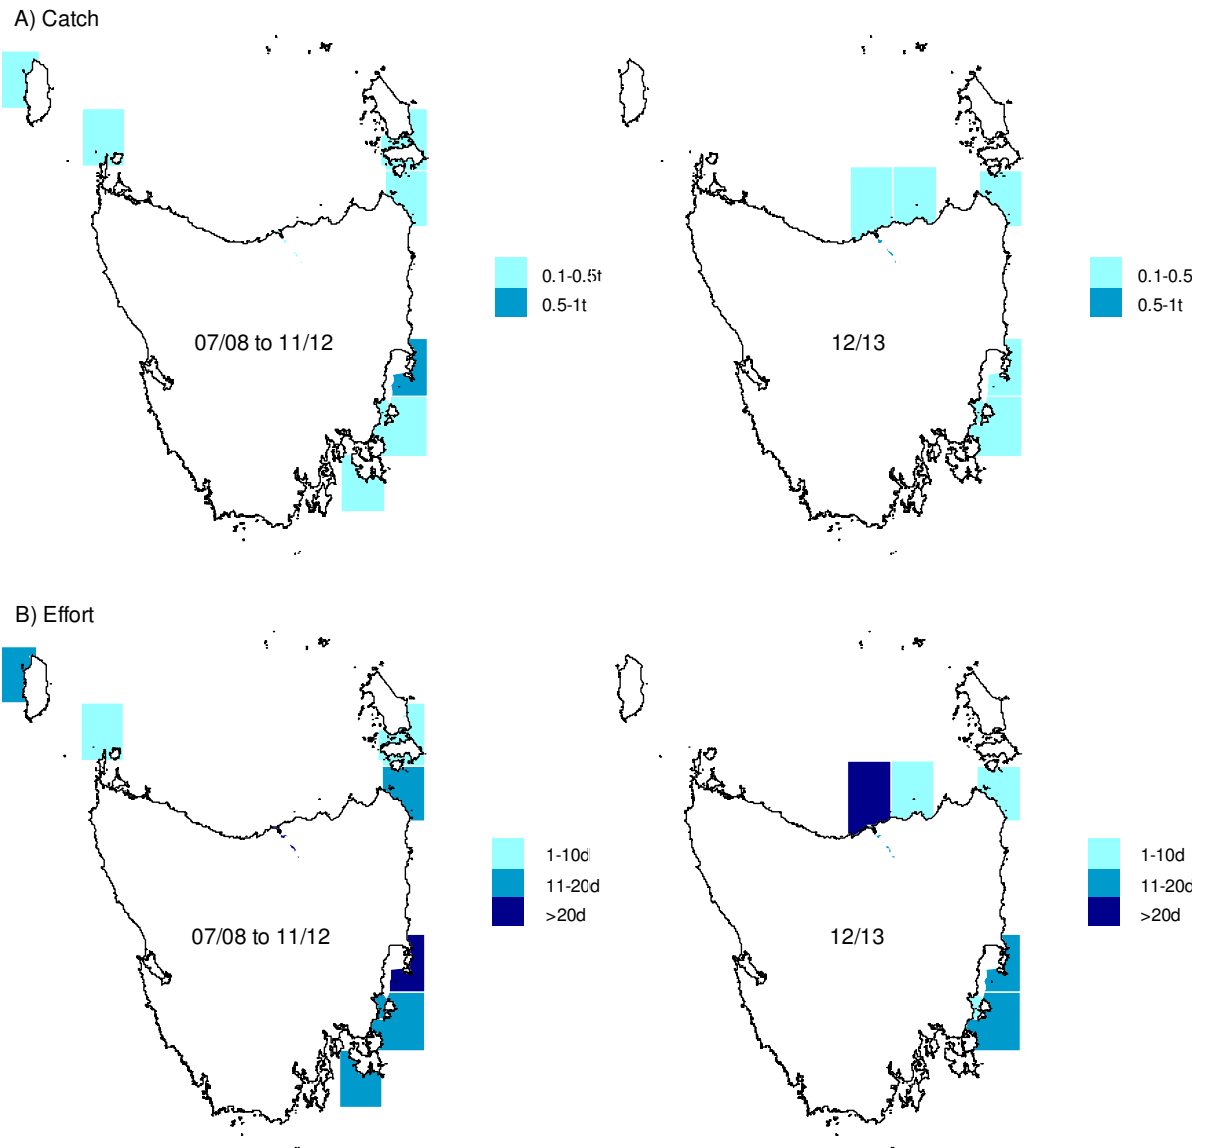 A) Catch
0.1-0.5t
0.5-1t
07/08 to 11/12
0.1-0.5
0.5-1t
12/13
B) Effort
1-10d
11-20d
>20d
07/08 to 11/12
1-10d
11-20d
>20d
12/13